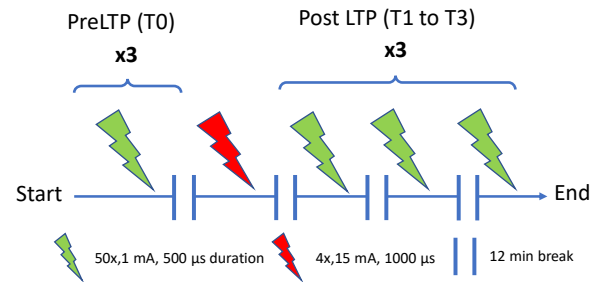 PreLTP (T0)
x3
Post LTP (T1 to T3)
x3
Start
End
50x,1 mA, 500 µs duration
4x,15 mA, 1000 µs
12 min break